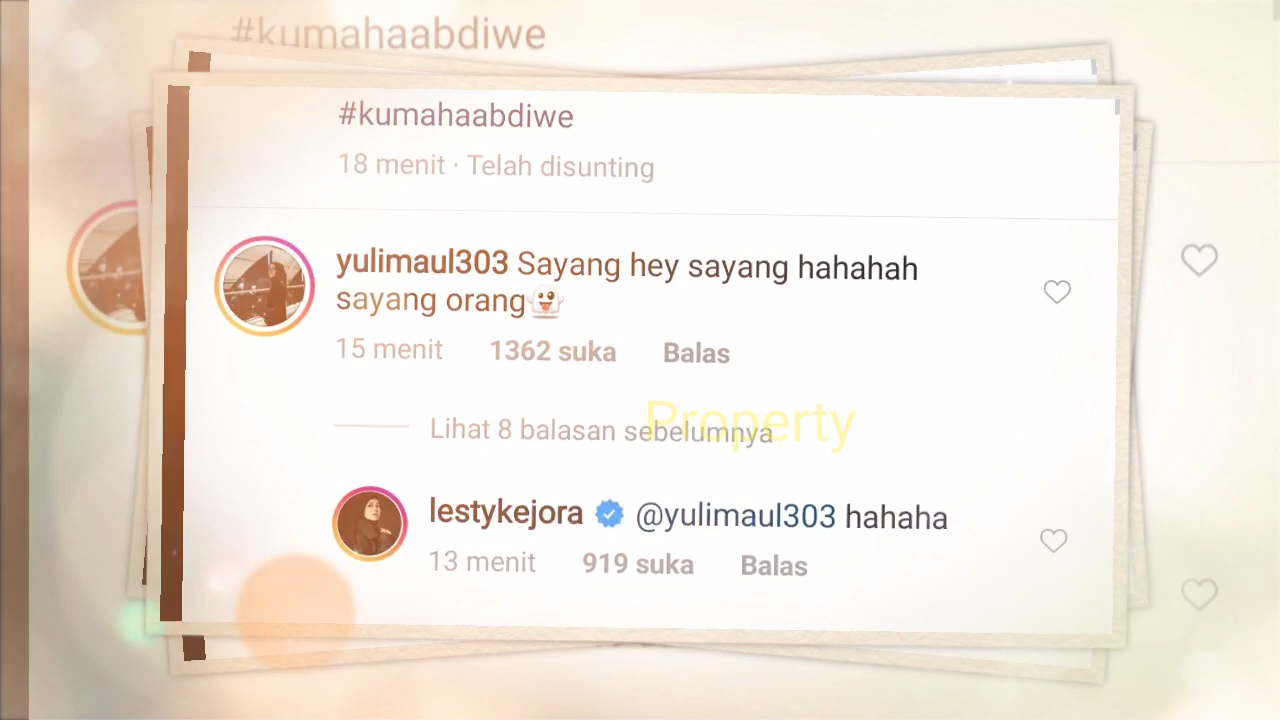 #kumahaabdiwe
#kumahaabdiwe
18 menit · Telah disunting
yulimaul303 Sayang hey sayang hahahah
sayang orang👻
15 menit 1362 suka Balas
Property
Lihat 8 balasan sebelumnya
lestykejora @yulimaul303 hahaha
13 menit 919 suka Balas